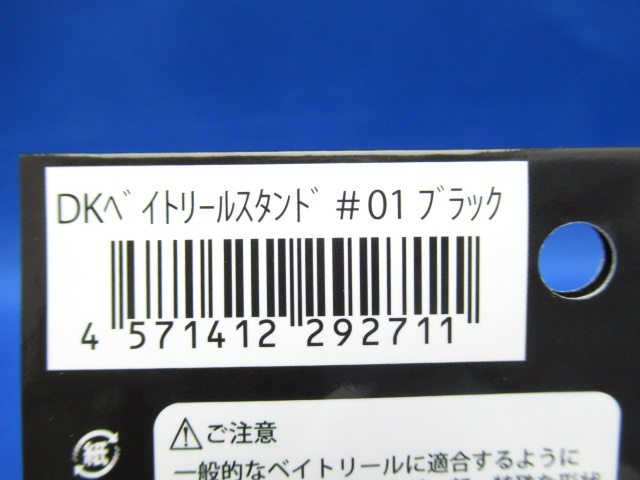 DKﾍﾞｲﾄﾘｰﾙｽﾀﾝﾄﾞ #01 ﾌﾞﾗｯｸ
4 571412 292711
紙
⚠ご注意
一般的なベイトリールに適合するように